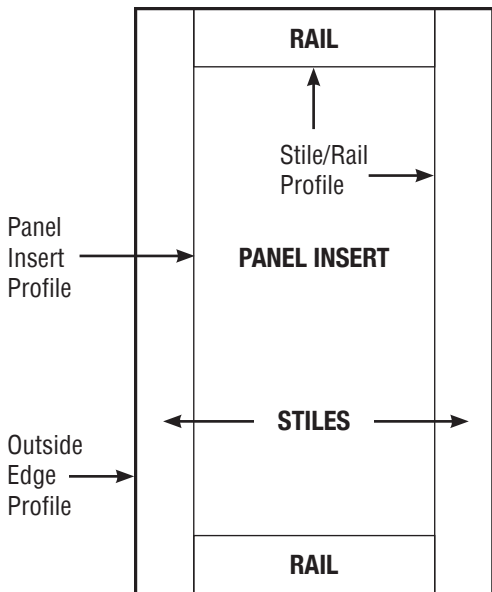 RAIL
Stile/Rail
Profile
Panel
Insert
Profile
PANEL INSERT
STILES
Outside
Edge
Profile
RAIL